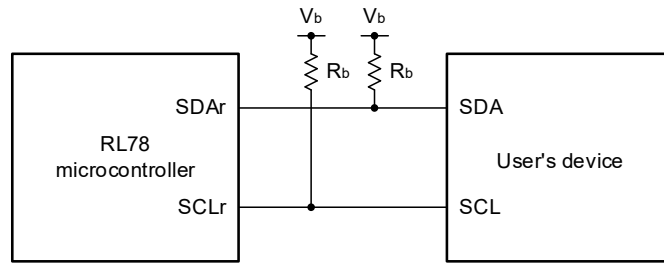 Vb Vb
Rb Rb
SDAr SDA
RL78
microcontroller
User's device
SCLr SCL